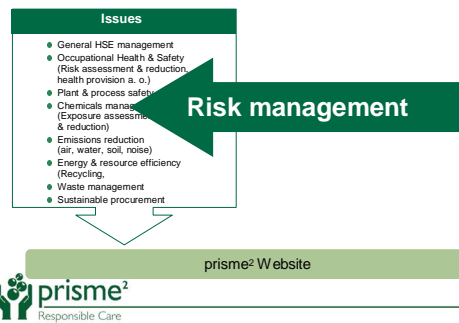 Issues
General HSE management
Occupational Health & Safety
(Risk assessment & reduction,
health provision a. o.)
Plant & process safety
Chemicals
(Exposure
& reduction)
Emissions reduction
(air, water, soil, noise)
Energy & resource efficiency
(Recycling,
Waste management
Sustainable procurement
Risk management
prisme² Website
prisme²
Responsible Care